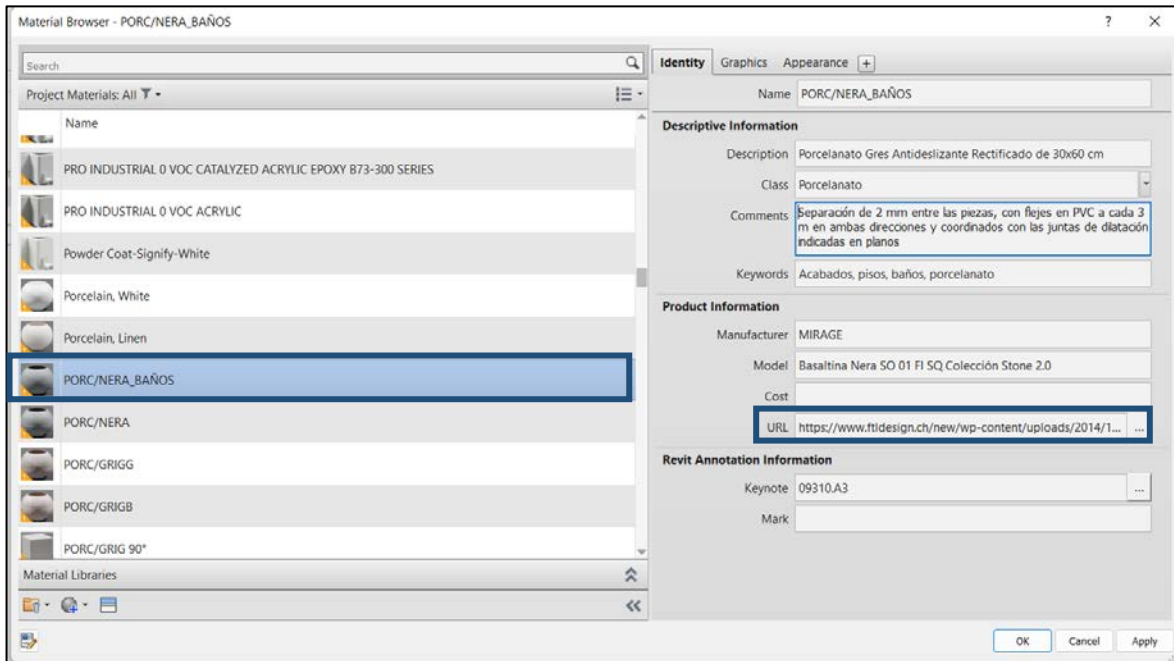 Material Browser - PORC/NERA_BAÑOS
?
Search
Project Materials: All
Name
PRO INDUSTRIAL 0 VOC CATALYZED ACRYLIC EPOXY B73-300 SERIES
PRO INDUSTRIAL 0 VOC ACRYLIC
Powder Coat-Signify-White
Porcelain, White
Porcelain, Linen
PORC/NERA_BAÑOS
PORC/NERA
PORC/GRIGG
PORC/GRIGB
PORC/GRIG 90°
Material Libraries
Identity Graphics Appearance +
Name PORC/NERA_BAÑOS
Descriptive Information
Description Porcelanato Gres Antideslizante Rectificado de 30x60 cm
Class Porcelanato
Comments Separación de 2 mm entre las piezas, con flejes en PVC a cada 3
m en ambas direcciones y coordinados con las juntas de dilatación
indicadas en planos
Keywords Acabados, pisos, baños, porcelanato
Product Information
Manufacturer MIRAGE
Model Basaltina Nera SO 01 FI SQ Colección Stone 2.0
Cost
URL https://www.ftldesign.ch/new/wp-content/uploads/2014/1... ...
Revit Annotation Information
Keynote 09310.A3 ...
Mark
OK Cancel Apply